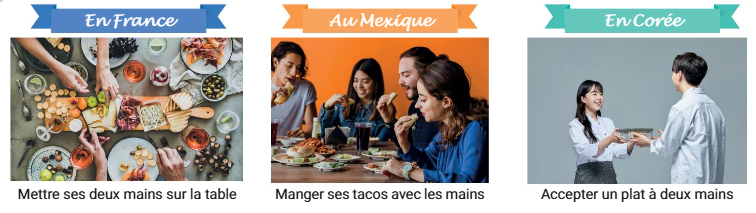 En France
Au Mexique
En Corée
Mettre ses deux mains sur la table
Manger ses tacos avec les mains
Accepter un plat à deux mains